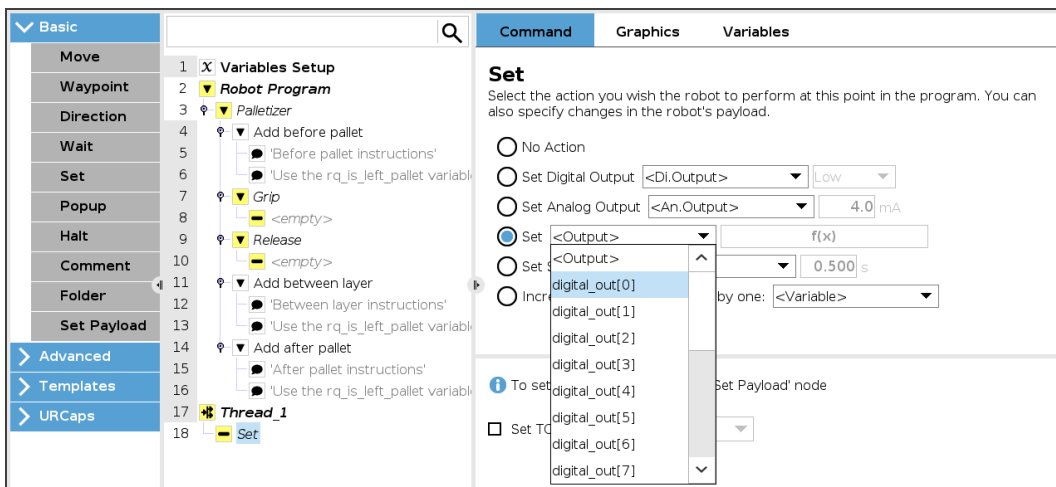 Basic
Move
Waypoint
Direction
Wait
Set
Popup
Halt
Comment
Folder
Set Payload
Advanced
Templates
URCaps
1 X Variables Setup
2 Robot Program
3 Palletizer
4 Add before pallet
5 'Before pallet instructions'
6 'Use the rq_is_left_pallet variabl
7 Grip
8 <empty>
9 Release
10 <empty>
11 Add between layer
12 'Between layer instructions'
13 'Use the rq_is_left_pallet variabl
14 Add after pallet
15 'After pallet instructions'
16 'Use the rq_is_left_pallet variabl
17 Thread_1
18 Set
Command Graphics Variables
Set
Select the action you wish the robot to perform at this point in the program. You can
also specify changes in the robot's payload.
No Action
Set Digital Output <Di.Output> Low
Set Analog Output <An.Output> 4.0 mA
Set <Output> f(x)
Set 0.500 s
Incre by one: <Variable>
<Output>
digital_out[0]
digital_out[1]
digital_out[2]
digital_out[3]
digital_out[4]
digital_out[5]
digital_out[6]
digital_out[7]
To set Set Payload' node
Set TC